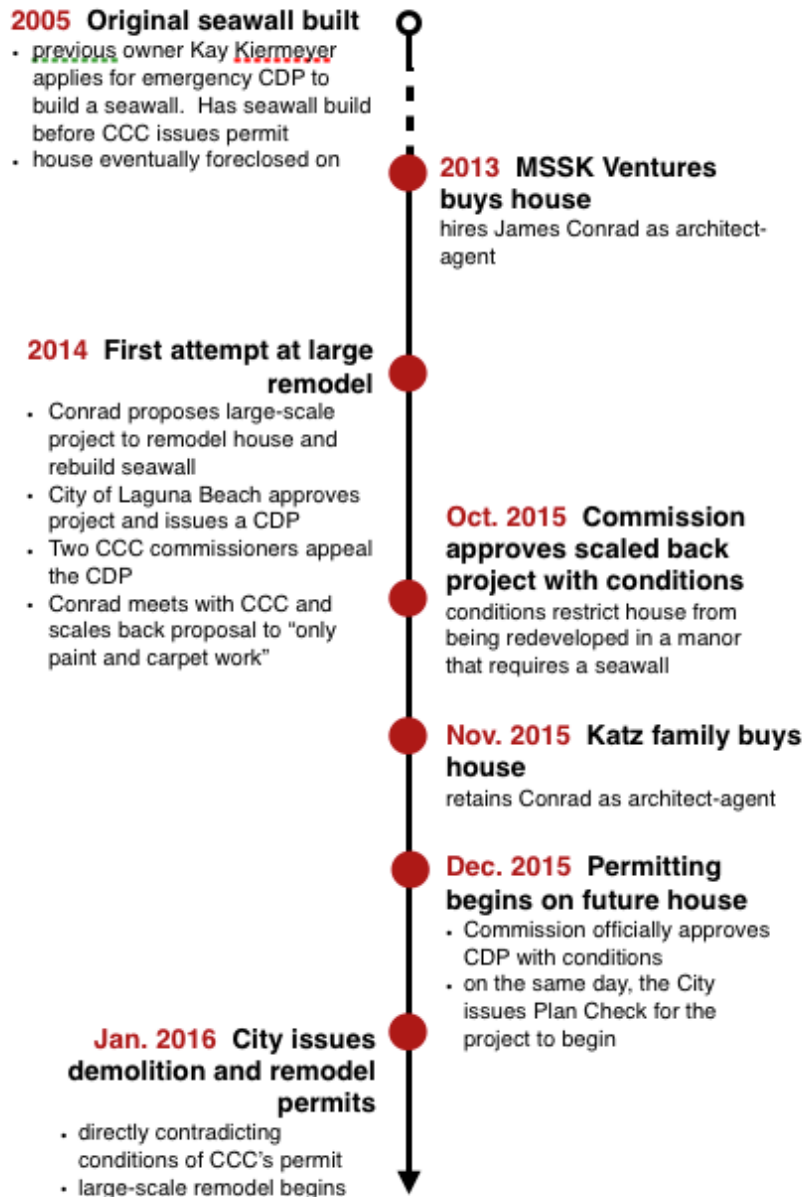 2005 Original seawall built
• previous owner Kay Kiermeyer
applies for emergency CDP to
build a seawall. Has seawall build
before CCC issues permit
• house eventually foreclosed on
2013 MSSK Ventures
buys house
hires James Conrad as architect-
agent
2014 First attempt at large
remodel
• Conrad proposes large-scale
project to remodel house and
rebuild seawall
• City of Laguna Beach approves
project and issues a CDP
• Two CCC commissioners appeal
the CDP
• Conrad meets with CCC and
scales back proposal to “only
paint and carpet work”
Oct. 2015 Commission
approves scaled back
project with conditions
conditions restrict house from
being redeveloped in a manor
that requires a seawall
Nov. 2015 Katz family buys
house
retains Conrad as architect-agent
Dec. 2015 Permitting
begins on future house
• Commission officially approves
CDP with conditions
• on the same day, the City
issues Plan Check for the
project to begin
Jan. 2016 City issues
demolition and remodel
permits
• directly contradicting
conditions of CCC’s permit
• large-scale remodel begins